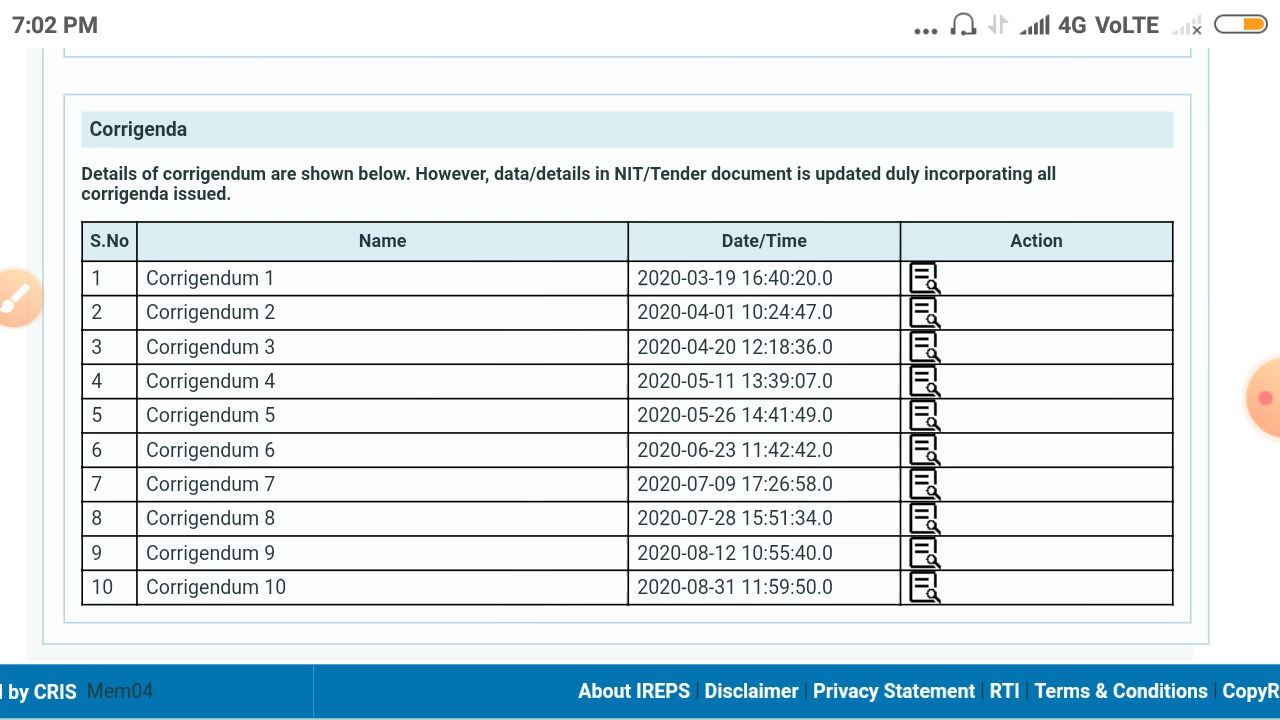 7:02 PM
... 4G VoLTE
Corrigenda
Details of corrigendum are shown below. However, data/details in NIT/Tender document is updated duly incorporating all
corrigenda issued.
S.No Name Date/Time Action
1 Corrigendum 1 2020-03-19 16:40:20.0
2 Corrigendum 2 2020-04-01 10:24:47.0
3 Corrigendum 3 2020-04-20 12:18:36.0
4 Corrigendum 4 2020-05-11 13:39:07.0
5 Corrigendum 5 2020-05-26 14:41:49.0
6 Corrigendum 6 2020-06-23 11:42:42.0
7 Corrigendum 7 2020-07-09 17:26:58.0
8 Corrigendum 8 2020-07-28 15:51:34.0
9 Corrigendum 9 2020-08-12 10:55:40.0
10 Corrigendum 10 2020-08-31 11:59:50.0
by CRIS Mem04 About IREPS | Disclaimer | Privacy Statement | RTI | Terms & Conditions | CopyR